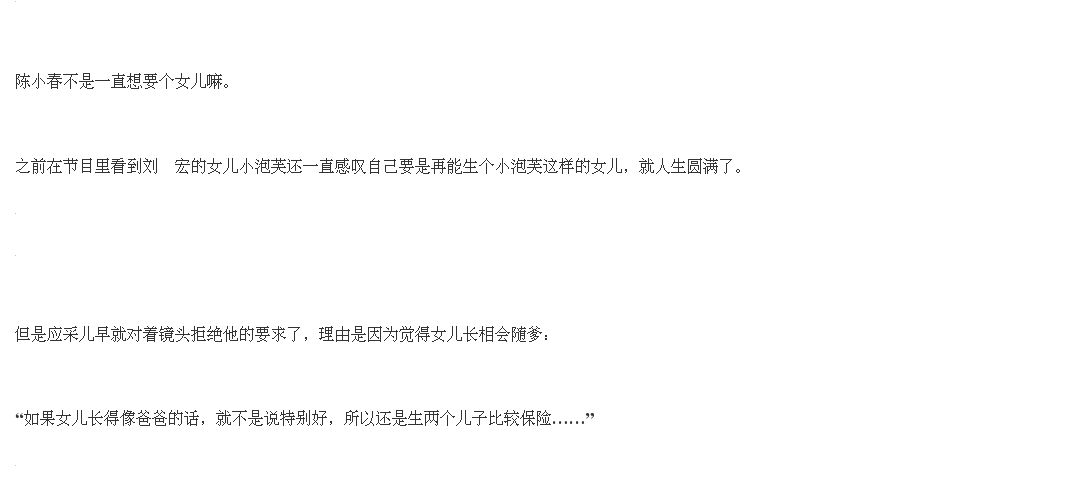 陈小春不是一直想要个女儿嘛。
之前在节目里看到刘　宏的女儿小泡芙还一直感叹自己要是再能生个小泡芙这样的女儿，就人生圆满了。
但是应采儿早就对着镜头拒绝他的要求了，理由是因为觉得女儿长相会随爹：
“如果女儿长得像爸爸的话，就不是说特别好，所以还是生两个儿子比较保险……”